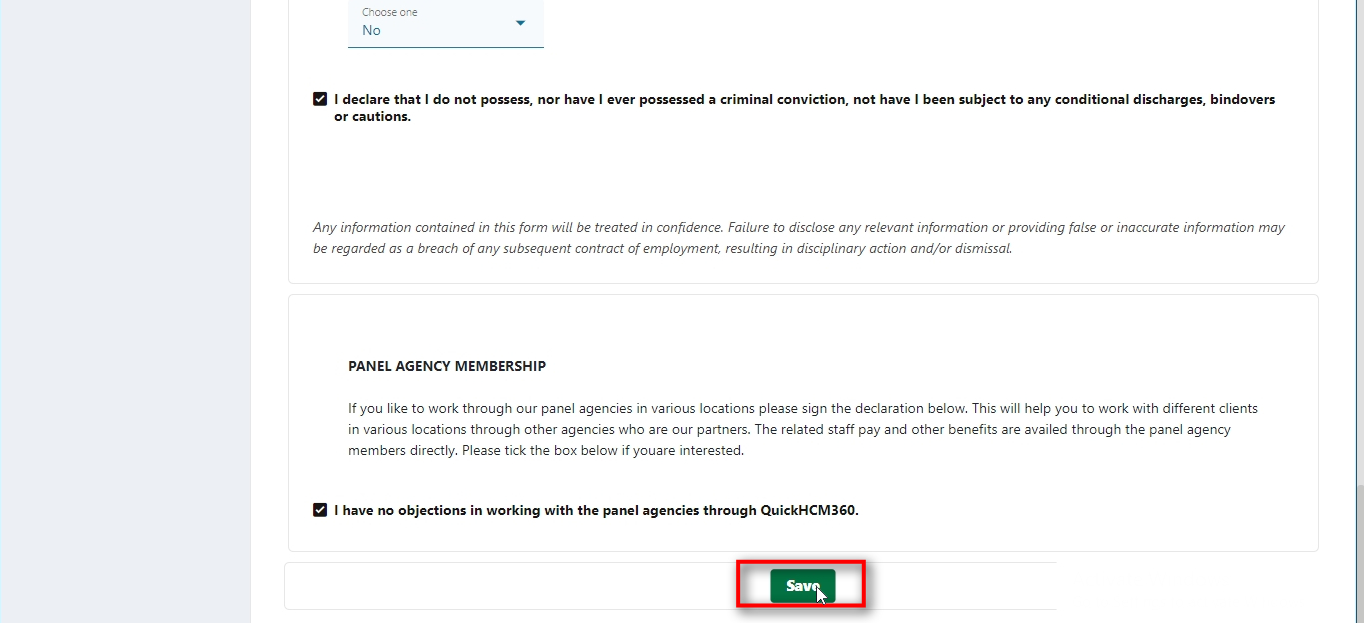 Choose one
No
I declare that I do not possess, nor have I ever possessed a criminal conviction, not have I been subject to any conditional discharges, bindovers
or cautions.
Any information contained in this form will be treated in confidence. Failure to disclose any relevant information or providing false or inaccurate information may
be regarded as a breach of any subsequent contract of employment, resulting in disciplinary action and/or dismissal.
PANEL AGENCY MEMBERSHIP
If you like to work through our panel agencies in various locations please sign the declaration below. This will help you to work with different clients
in various locations through other agencies who are our partners. The related staff pay and other benefits are availed through the panel agency
members directly. Please tick the box below if youare interested.
I have no objections in working with the panel agencies through QuickHCM360.
Save